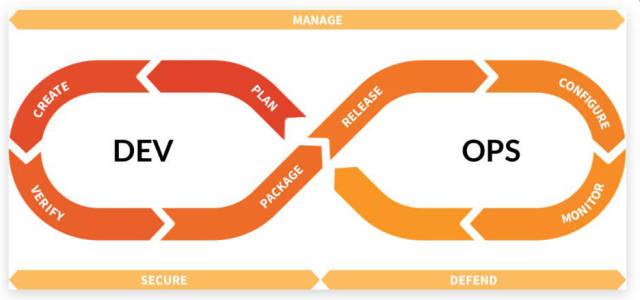 MANAGE
CREATE
PLAN
RELEASE
CONFIGURE
DEV
OPS
VERIFY
PACKAGE
MONITOR
SECURE
DEFEND